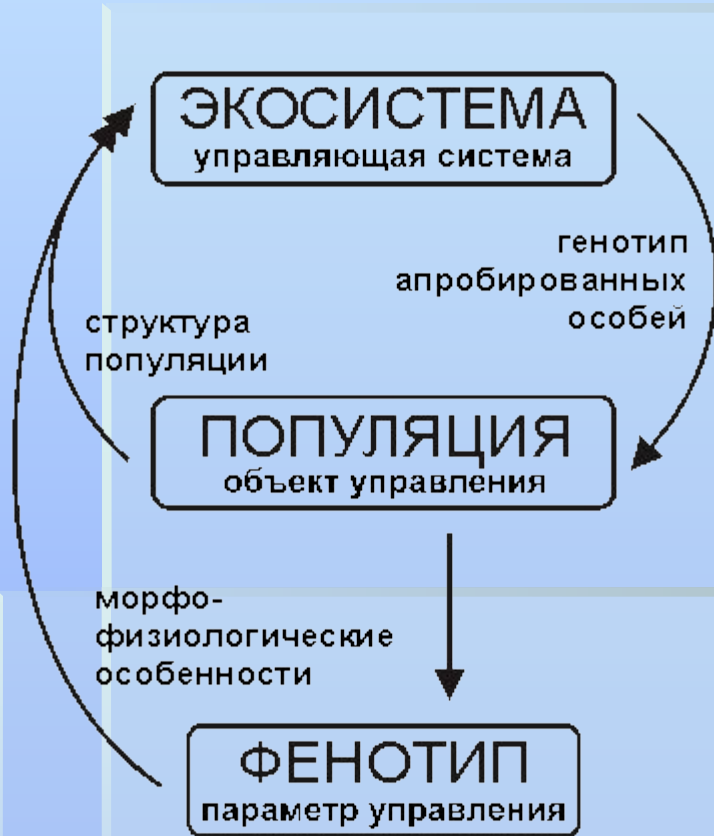 ЭКОСИСТЕМА
управляющая система
генотип
апробированных
особей
структура
популяции
ПОПУЛЯЦИЯ
объект управления
морфо-
физиологические
особенности
ФЕНОТИП
параметр управления